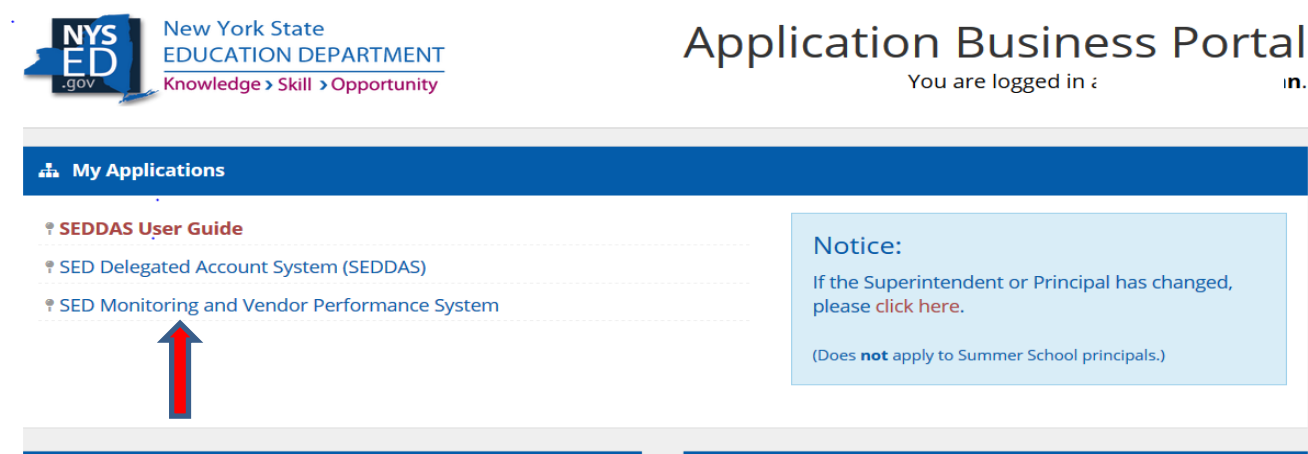 NYS
ED
.gov
New York State
EDUCATION DEPARTMENT
Knowledge › Skill › Opportunity
Application Business Portal
You are logged in
My Applications
SEDDAS User Guide
SED Delegated Account System (SEDDAS)
SED Monitoring and Vendor Performance System
Notice:
If the Superintendent or Principal has changed,
please click here.
(Does not apply to Summer School principals.)